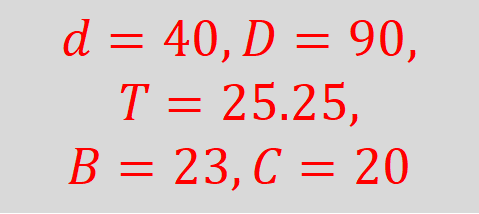 d = 40, D = 90,
T = 25.25,
B = 23, C = 20